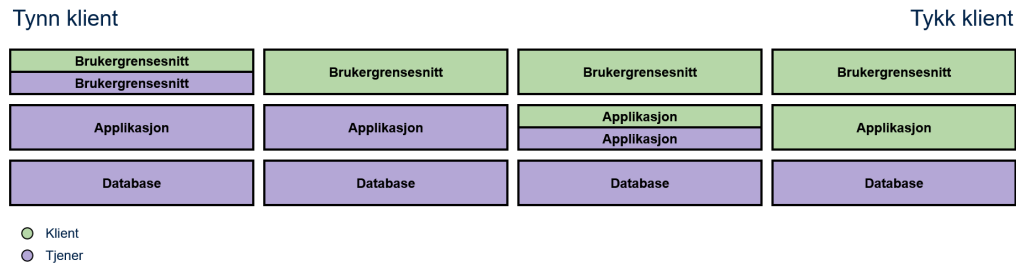 Tynn klient
Tykk klient
Brukergrensesnitt
Brukergrensesnitt
Brukergrensesnitt
Brukergrensesnitt
Brukergrensesnitt
Applikasjon
Applikasjon
Applikasjon
Applikasjon
Applikasjon
Database
Database
Database
Database
Klient
Tjener